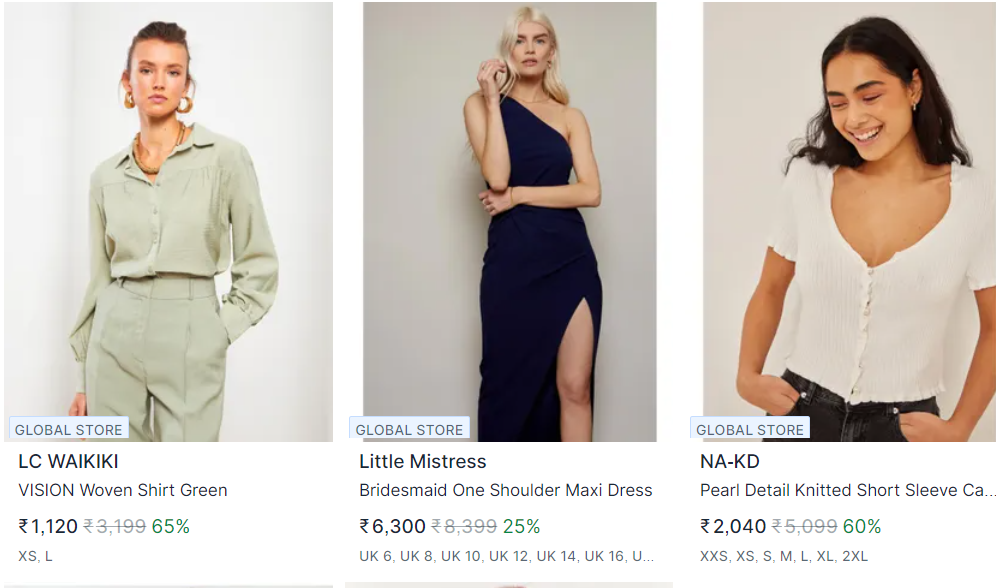 GLOBAL STORE
LC WAIKIKI
VISION Woven Shirt Green
₹1,120 ₹3,199 65%
XS, L
GLOBAL STORE
Little Mistress
Bridesmaid One Shoulder Maxi Dress
₹6,300 ₹8,399 25%
UK 6, UK 8, UK 10, UK 12, UK 14, UK 16, U...
GLOBAL STORE
NA-KD
Pearl Detail Knitted Short Sleeve Ca...
₹2,040 ₹5,099 60%
XXS, XS, S, M, L, XL, 2XL